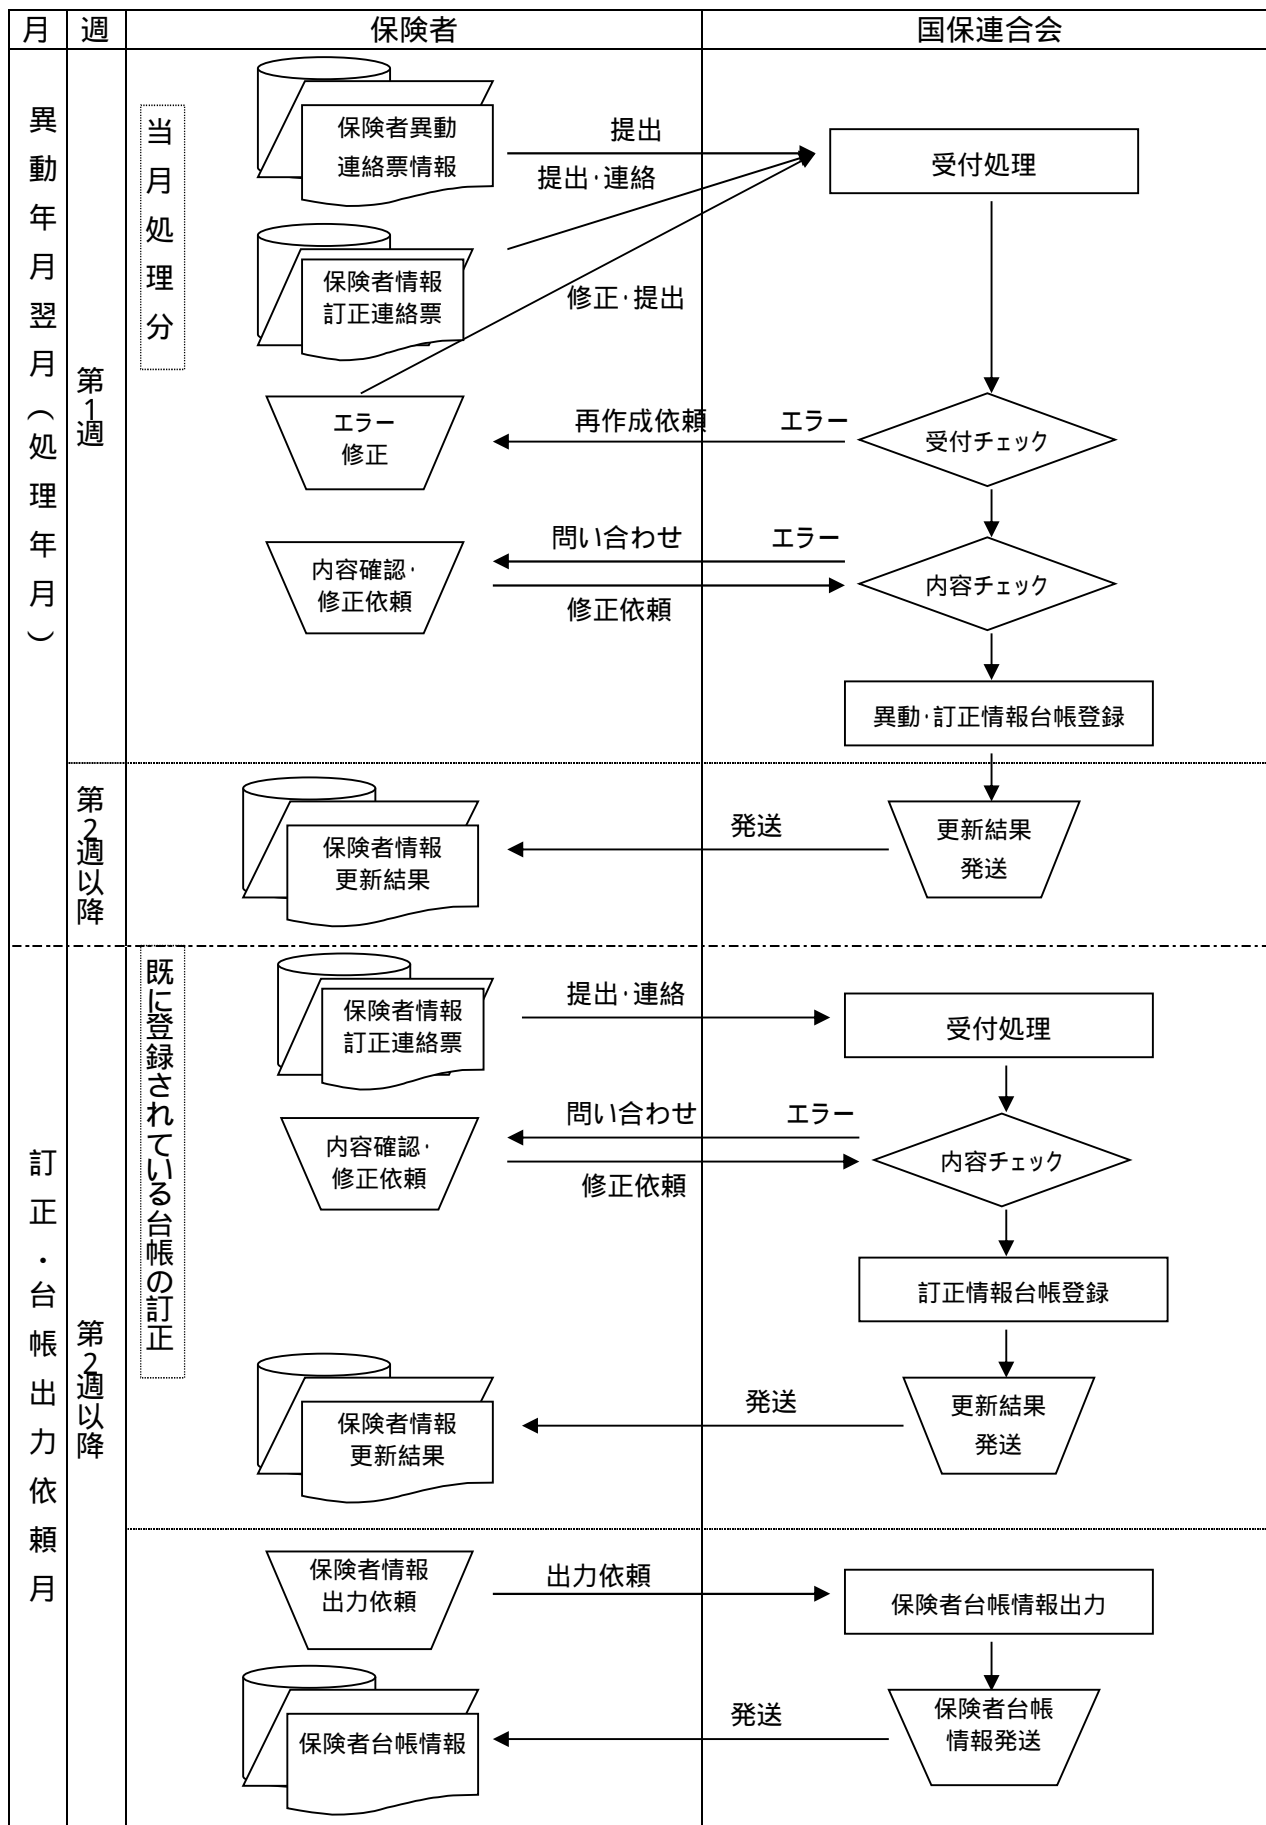 月
週
保険者
国保連合会
異動年月翌月(処理年月)
第1週
当月処理分
保険者異動
連絡票情報
提出
提出・連絡
受付処理
保険者情報
訂正連絡票
修正・提出
エラー
修正
再作成依頼
エラー
受付チェック
問い合わせ
エラー
内容確認・
修正依頼
修正依頼
内容チェック
異動・訂正情報台帳登録
第2週以降
保険者情報
更新結果
発送
更新結果
発送
訂正・台帳出力依頼月
第2週以降
既に登録されている台帳の訂正
保険者情報
訂正連絡票
提出・連絡
受付処理
問い合わせ
エラー
内容確認・
修正依頼
修正依頼
内容チェック
訂正情報台帳登録
保険者情報
更新結果
発送
更新結果
発送
保険者情報
出力依頼
出力依頼
保険者台帳情報出力
保険者台帳情報
発送
保険者台帳
情報発送